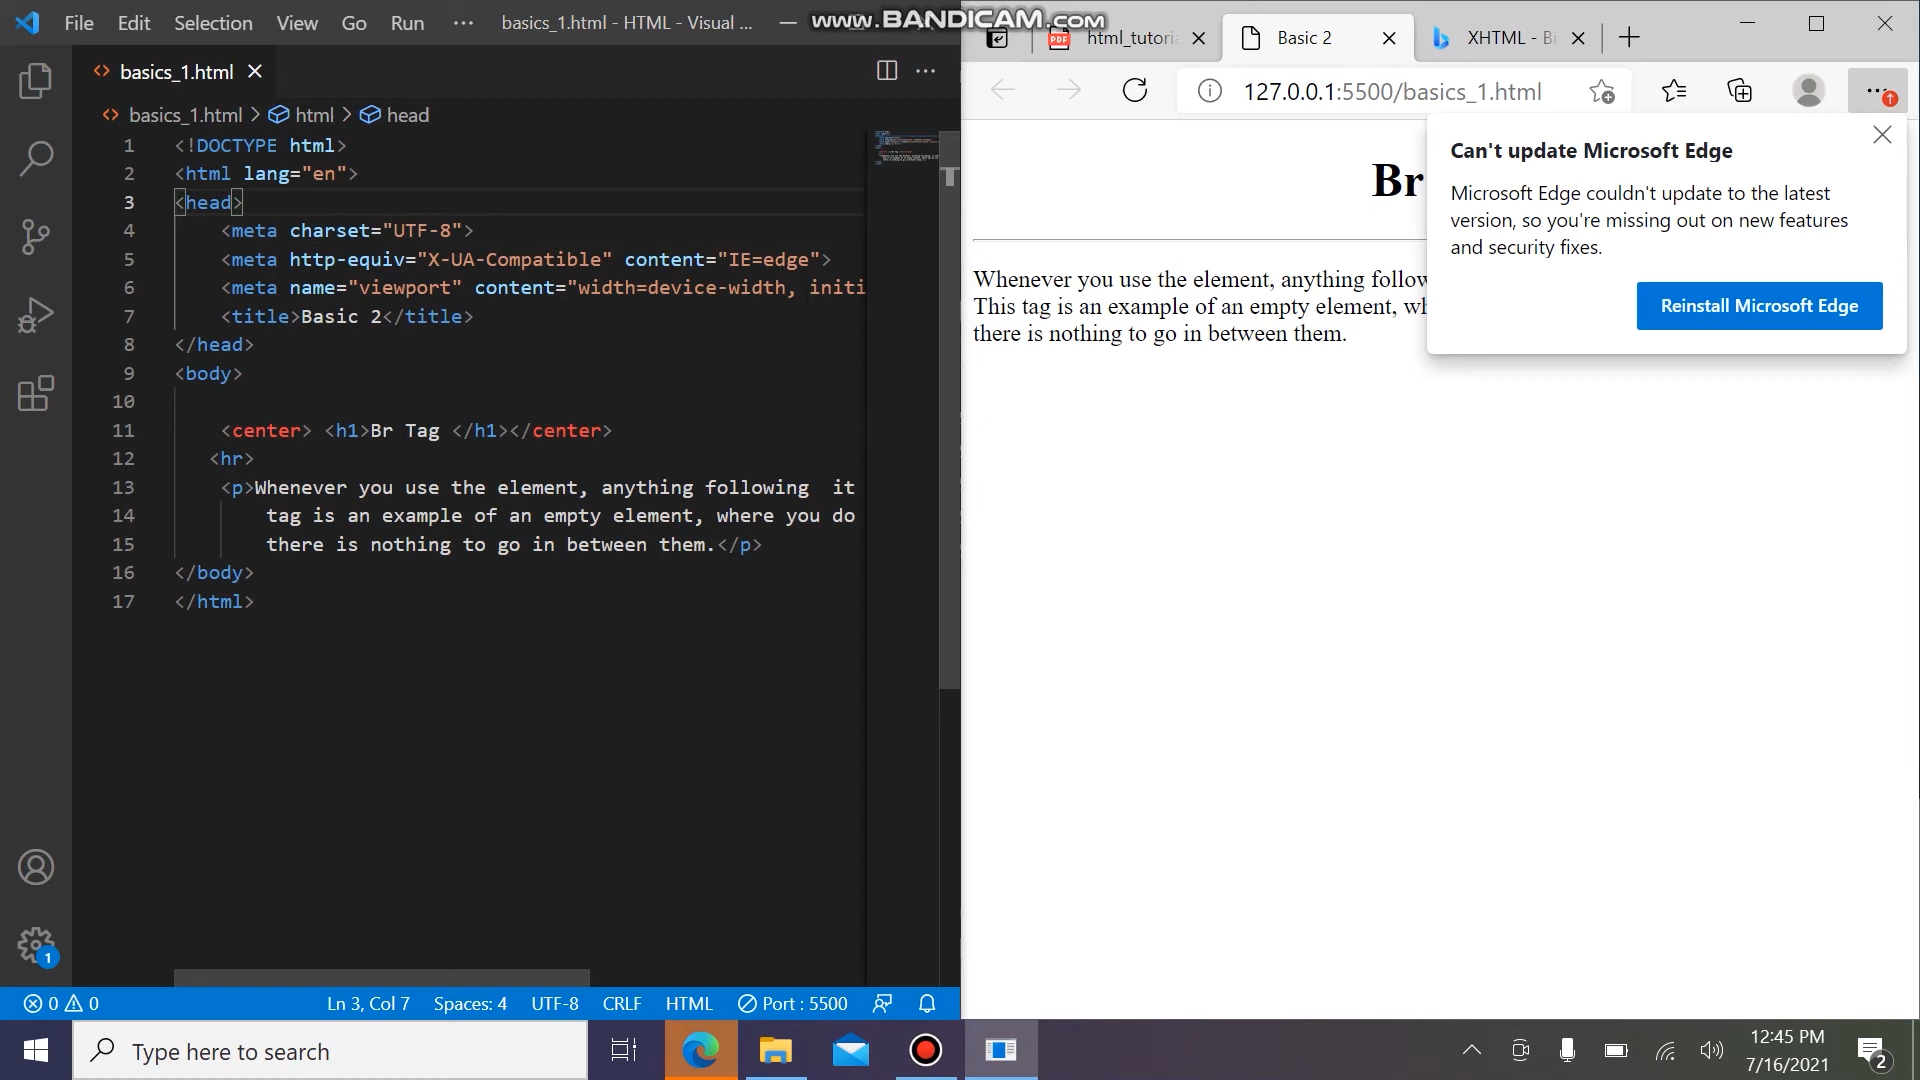 File Edit Selection View Go Run ··· basics_1.html - HTML - Visual ...
www.BANDICAM.com
basics_1.html
basics_1.html > html > head
1 <!DOCTYPE html>
2 <html lang="en">
3 <head>
4 <meta charset="UTF-8">
5 <meta http-equiv="X-UA-Compatible" content="IE=edge">
6 <meta name="viewport" content="width=device-width, initi
7 <title>Basic 2</title>
8 </head>
9 <body>
10
11 <center> <h1>Br Tag </h1></center>
12 <hr>
13 <p>Whenever you use the element, anything following  it
14 tag is an example of an empty element, where you do
15 there is nothing to go in between them.</p>
16 </body>
17 </html>
1
0 0 Ln 3, Col 7 Spaces: 4 UTF-8 CRLF HTML Port : 5500
PDF html_tutoria Basic 2 XHTML - Bi
127.0.0.1:5500/basics_1.html
Br
Whenever you use the element, anything follow
This tag is an example of an empty element, wh
there is nothing to go in between them.
Can't update Microsoft Edge
Microsoft Edge couldn't update to the latest
version, so you're missing out on new features
and security fixes.
Reinstall Microsoft Edge
Type here to search
12:45 PM
7/16/2021
2